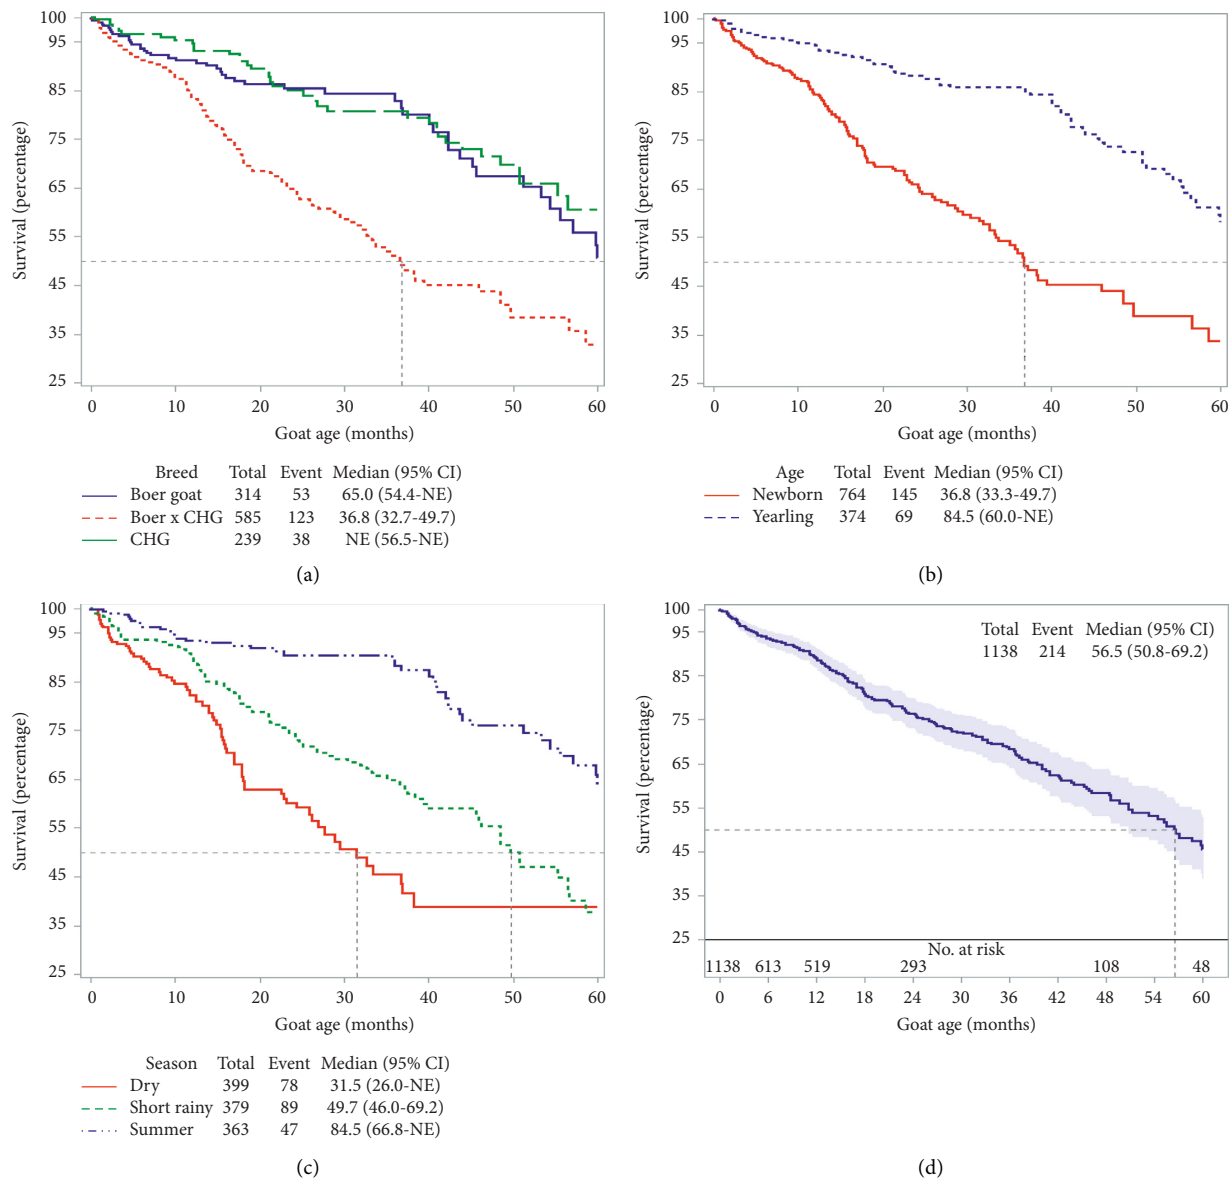 100
95
85
75
65
55
45
35
25
Survival (percentage)
0 10 20 30 40 50 60
Goat age (months)
Breed Total Event Median (95% CI)
Boer goat 314 53 65.0 (54.4-NE)
Boer x CHG 585 123 36.8 (32.7-49.7)
CHG 239 38 NE (56.5-NE)
(a)
100
95
85
75
65
55
45
35
25
Survival (percentage)
0 10 20 30 40 50 60
Goat age (months)
Age Total Event Median (95% CI)
Newborn 764 145 36.8 (33.3-49.7)
Yearling 374 69 84.5 (60.0-NE)
(b)
100
95
85
75
65
55
45
35
25
Survival (percentage)
0 10 20 30 40 50 60
Goat age (months)
Season Total Event Median (95% CI)
Dry 399 78 31.5 (26.0-NE)
Short rainy 379 89 49.7 (46.0-69.2)
Summer 363 47 84.5 (66.8-NE)
(c)
100
95
85
75
65
55
45
35
25
Survival (percentage)
Total Event Median (95% CI)
1138 214 56.5 (50.8-69.2)
No. at risk
1138 613 519 293 108 48
0 6 12 18 24 30 36 42 48 54 60
Goat age (months)
(d)